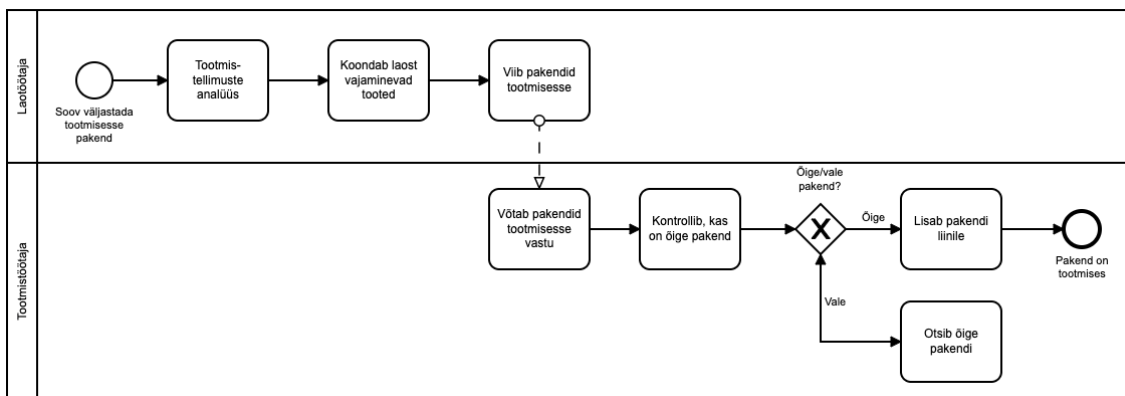 Laotöötaja
Soov väljastada
tootmisesse
pakend
Tootmis-
tellimuste
analüüs
Koondab laost
vajaminevad
tooted
Viib pakendid
tootmisesse
Tootmistöötaja
Võtab pakendid
tootmisesse
vastu
Kontrollib, kas
on õige pakend
Õige/vale
pakend?
Õige
Lisab pakendi
liinile
Pakend on
tootmises
Vale
Otsib õige
pakendi